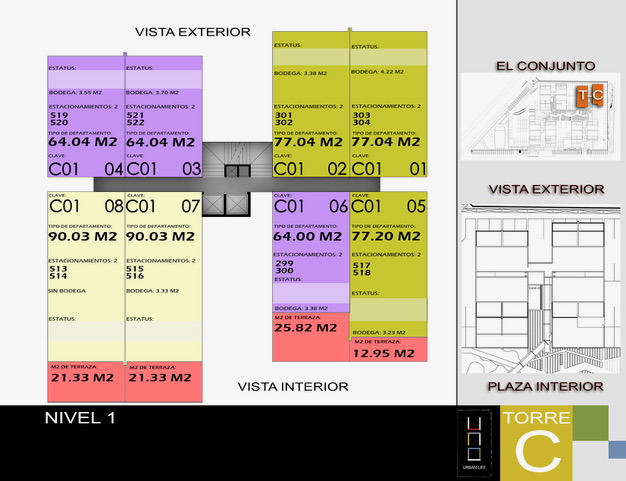 VISTA EXTERIOR
ESTATUS:
BODEGA: 3.55 M2
ESTACIONAMIENTOS: 2
519
520
TIPO DE DEPARTAMENTO:
64.04 M2
CLAVE:
C01 04
ESTATUS:
BODEGA: 3.70 M2
ESTACIONAMIENTOS: 2
521
522
TIPO DE DEPARTAMENTO:
64.04 M2
CLAVE:
C01 03
ESTATUS:
BODEGA: 3.38 M2
ESTACIONAMIENTOS: 2
301
302
TIPO DE DEPARTAMENTO:
77.04 M2
CLAVE:
C01 02
ESTATUS:
BODEGA: 4.22 M2
ESTACIONAMIENTOS: 2
303
304
TIPO DE DEPARTAMENTO:
77.04 M2
CLAVE:
C01 01
CLAVE:
C01 08
TIPO DE DEPARTAMENTO:
90.03 M2
ESTACIONAMIENTOS: 2
513
514
SIN BODEGA
ESTATUS:
M2 DE TERRAZA:
21.33 M2
CLAVE:
C01 07
TIPO DE DEPARTAMENTO:
90.03 M2
ESTACIONAMIENTOS: 2
515
516
BODEGA: 3.33 M2
ESTATUS:
M2 DE TERRAZA:
21.33 M2
CLAVE:
C01 06
TIPO DE DEPARTAMENTO:
64.00 M2
ESTACIONAMIENTOS: 2
299
300
ESTATUS:
BODEGA: 3.38 M2
M2 DE TERRAZA:
25.82 M2
CLAVE:
C01 05
TIPO DE DEPARTAMENTO:
77.20 M2
ESTACIONAMIENTOS: 2
517
518
ESTATUS:
BODEGA: 3.23 M2
M2 DE TERRAZA:
12.95 M2
VISTA INTERIOR
NIVEL 1
EL CONJUNTO
T-C
VISTA EXTERIOR
PLAZA INTERIOR
uno
URBAN LIFE
TORRE
C